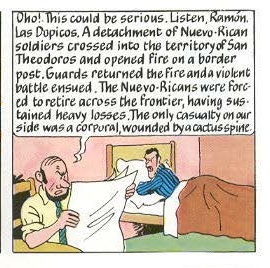 Oho! This could be serious. Listen, Ramón.
Las Dopicos. A detachment of Nuevo-Rican
soldiers crossed into the territory of San
Theodoros and opened fire on a border
post. Guards returned the fire and a violent
battle ensued. The Nuevo-Ricans were forc-
ed to retire across the frontier, having sus-
tained heavy losses. The only casualty on our
side was a corporal, wounded by a cactus spine.